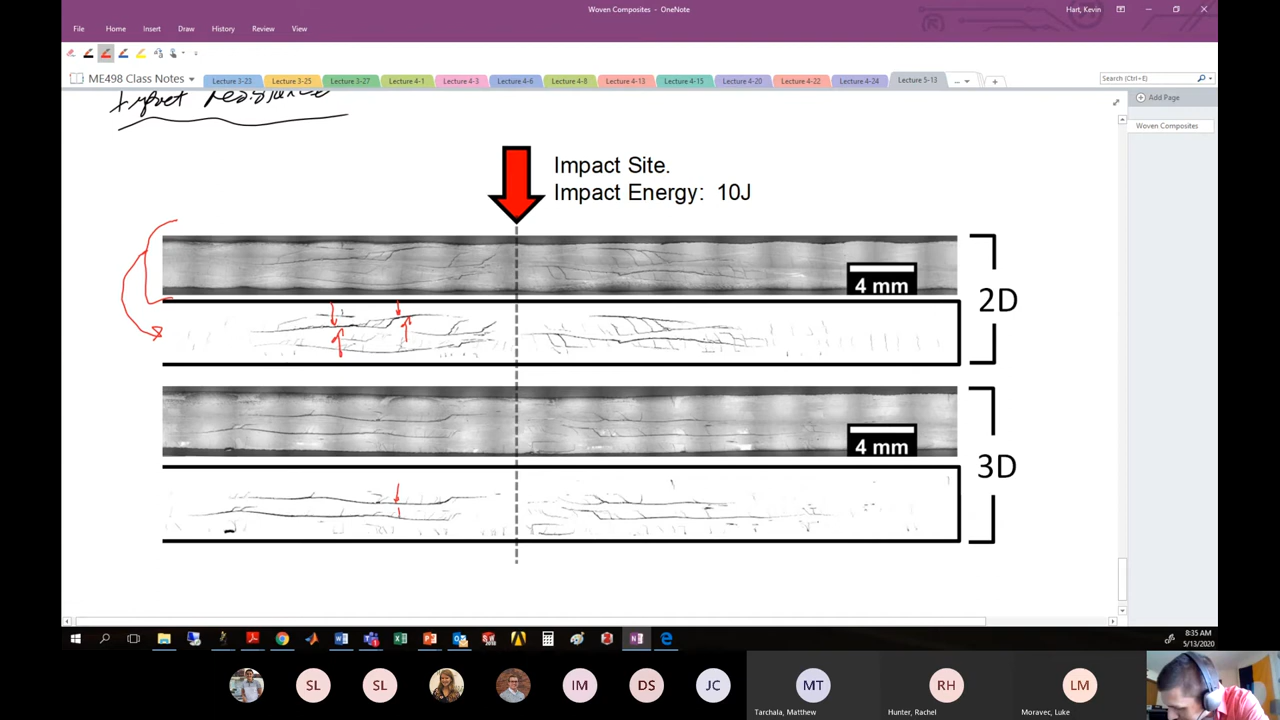 Woven Composites - OneNote
Hart, Kevin
File Home Insert Draw History Review View
ME498 Class Notes
Lecture 3-23 Lecture 3-25 Lecture 3-27 Lecture 4-1 Lecture 4-3 Lecture 4-6 Lecture 4-8 Lecture 4-13 Lecture 4-15 Lecture 4-20 Lecture 4-22 Lecture 4-24 Lecture 5-13
Search (Ctrl+E)
Add Page
Woven Composites
Impact Resistance
Impact Site.
Impact Energy: 10J
4 mm
2D
4 mm
3D
8:35 AM
5/13/2020
SL SL IM DS JC MT RH LM
Tarchala, Matthew Hunter, Rachel Moravec, Luke